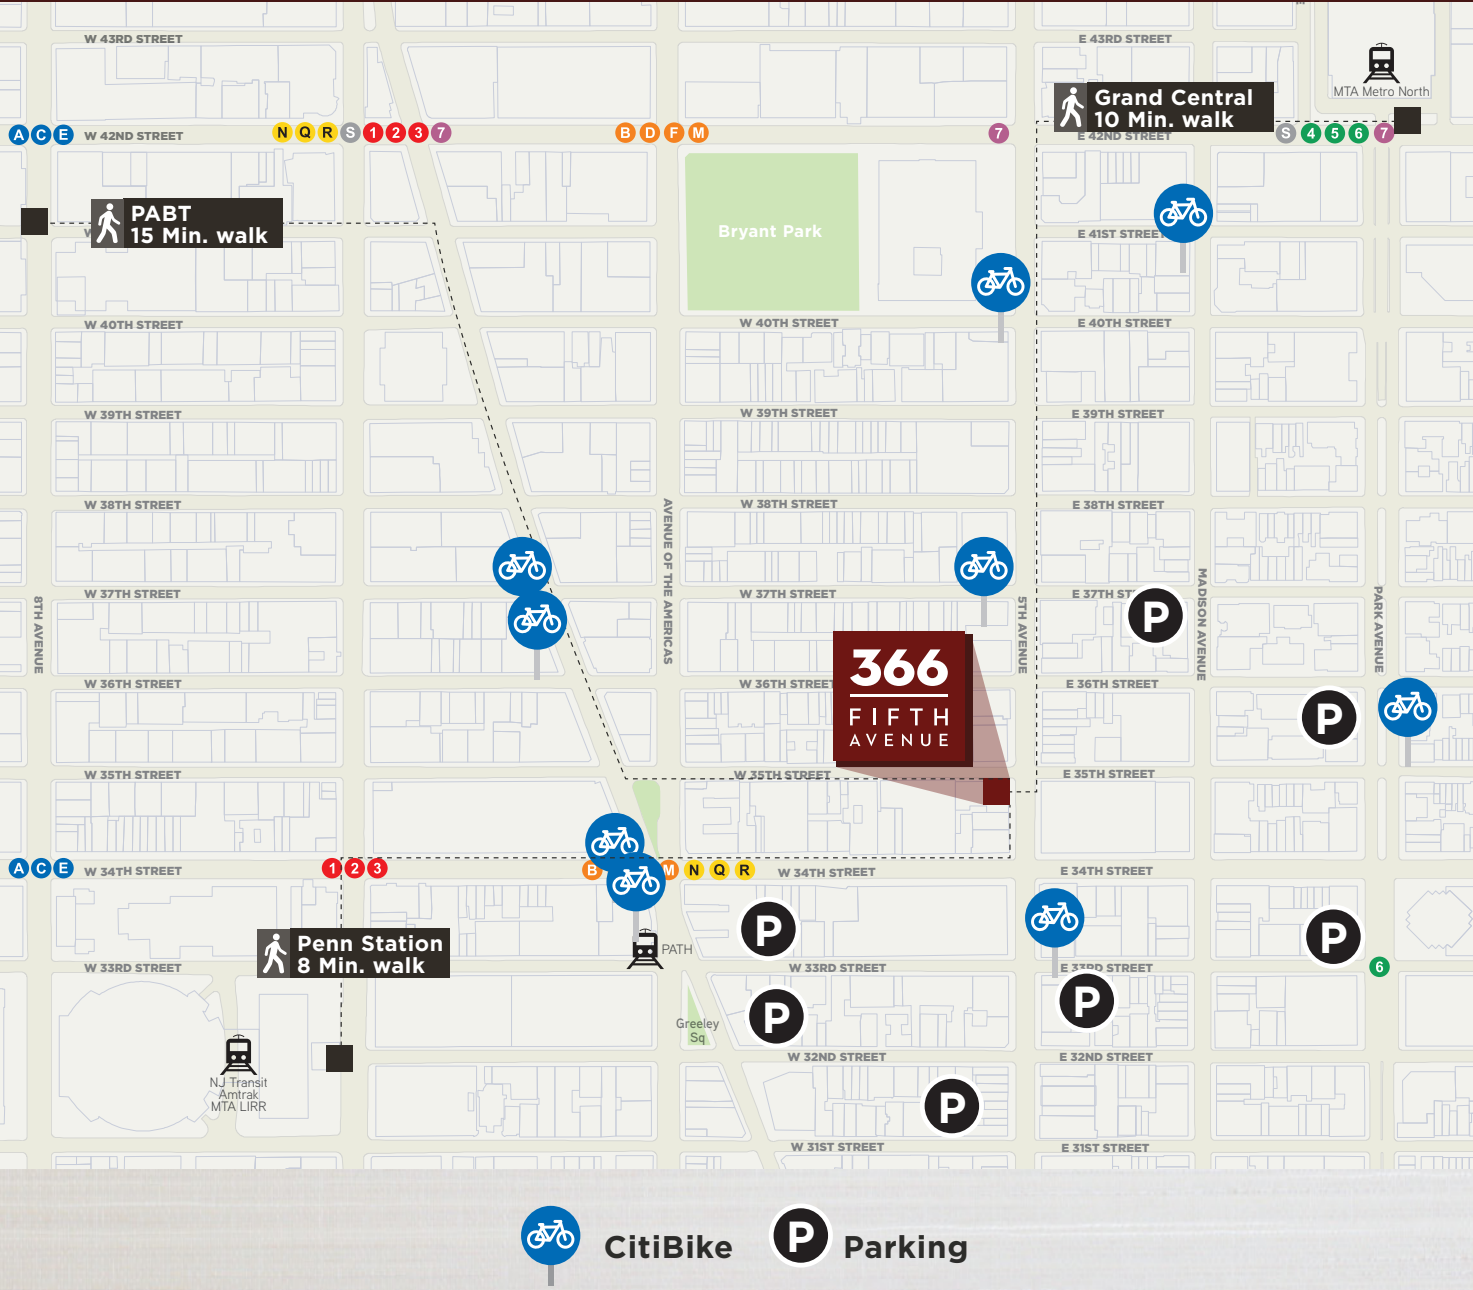 W 43RD STREET
E 43RD STREET
MTA Metro North
Grand Central
10 Min. walk
A C E
W 42ND STREET
N Q R S 1 2 3 7
B D F M
7
E 42ND STREET
S 4 5 6 7
PABT
15 Min. walk
W
Bryant Park
E 41ST STREET
W 40TH STREET
W 40TH STREET
E 40TH STREET
W 39TH STREET
W 39TH STREET
E 39TH STREET
W 38TH STREET
W 38TH STREET
E 38TH STREET
8TH AVENUE
AVENUE OF THE AMERICAS
5TH AVENUE
MADISON AVENUE
PARK AVENUE
W 37TH STREET
W 37TH STREET
E 37TH ST
P
366
FIFTH
AVENUE
W 36TH STREET
W 36TH STREET
E 36TH STREET
P
W 35TH STREET
W 35TH STREET
E 35TH STREET
A C E
W 34TH STREET
1 2 3
B
M N Q R
W 34TH STREET
E 34TH STREET
P
P
Penn Station
8 Min. walk
PATH
W 33RD STREET
W 33RD STREET
E 33RD STREET
6
P
P
Greeley
Sq
NJ Transit
Amtrak
MTA LIRR
W 32ND STREET
E 32ND STREET
P
W 31ST STREET
E 31ST STREET
CitiBike
P Parking